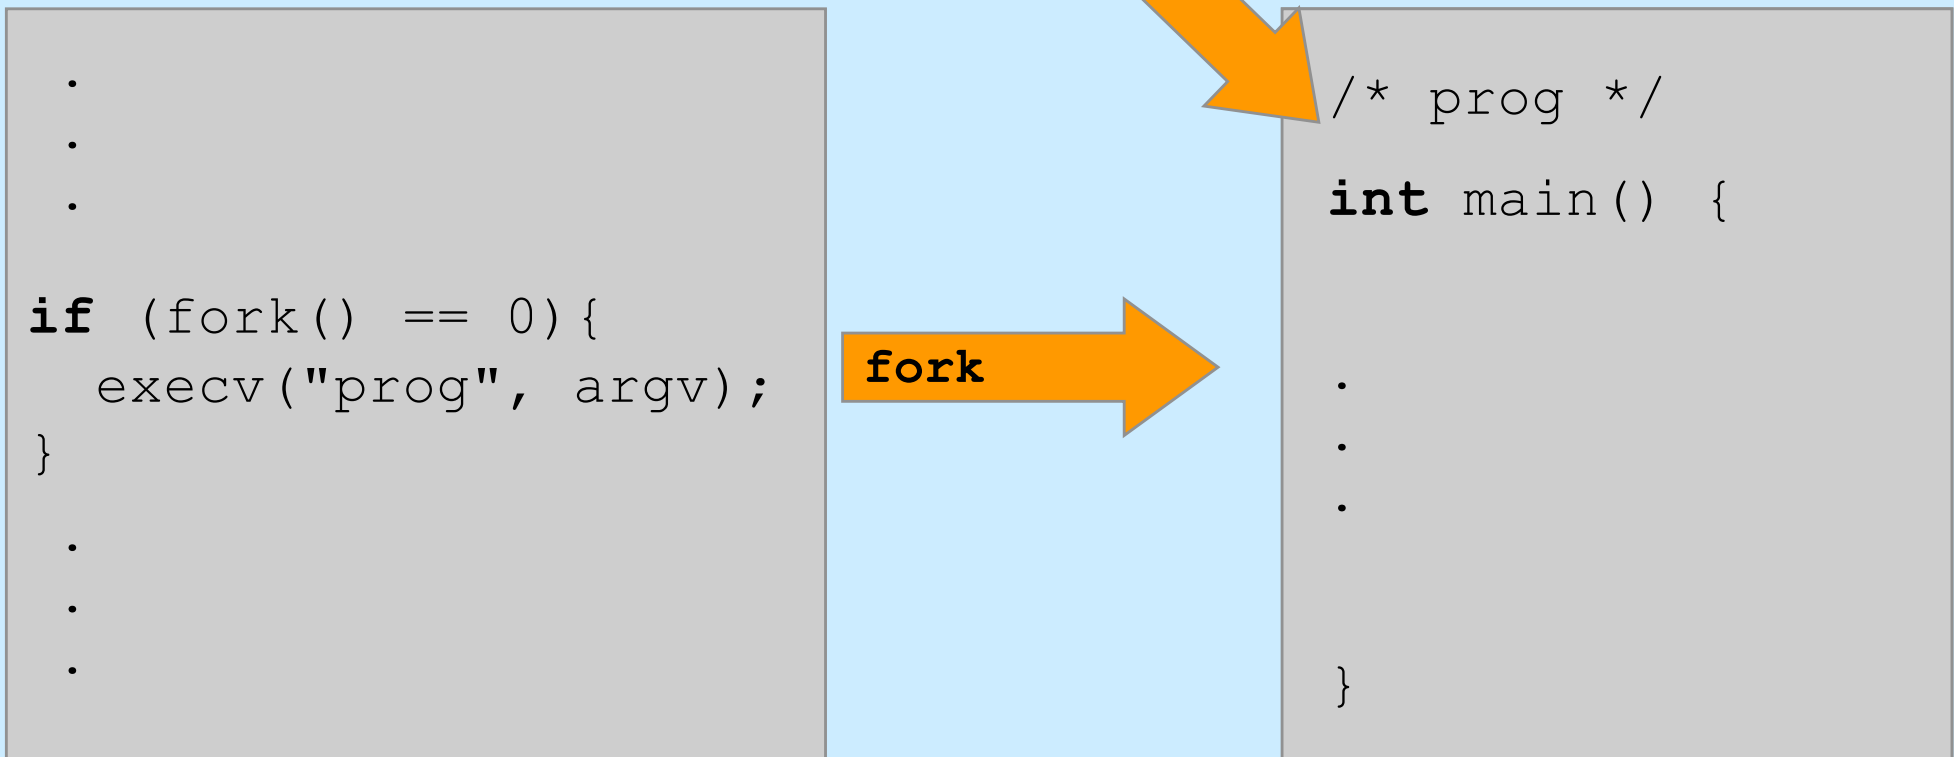 .
.
.
if (fork() == 0){
  execv("prog", argv);
}
.
.
.
fork
/* prog */
int main() {
.
.
.
}